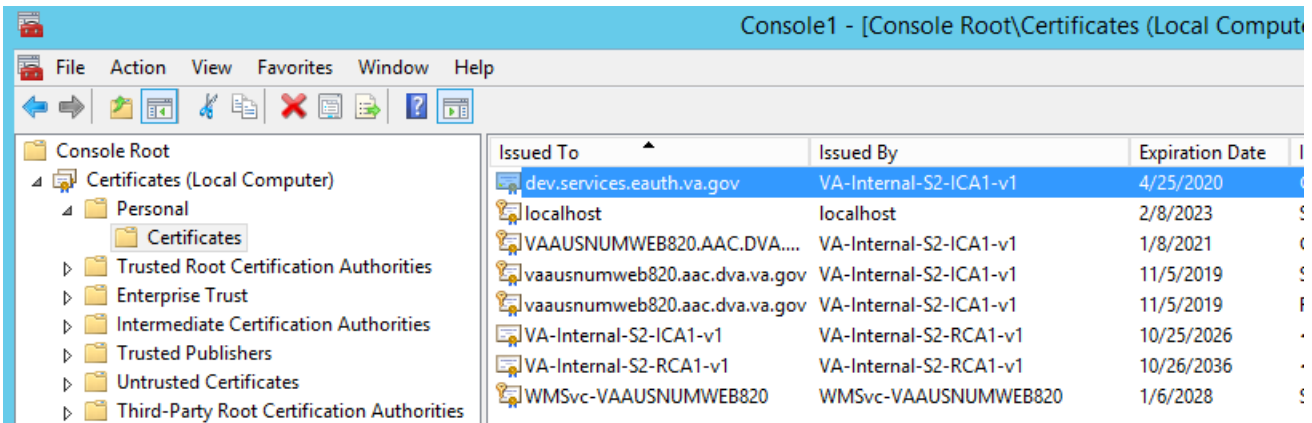 Console1 - [Console Root\Certificates (Local Compute
File Action View Favorites Window Help
Console Root
Certificates (Local Computer)
Personal
Certificates
Trusted Root Certification Authorities
Enterprise Trust
Intermediate Certification Authorities
Trusted Publishers
Untrusted Certificates
Third-Party Root Certification Authorities
Issued To Issued By Expiration Date
dev.services.eauth.va.gov VA-Internal-S2-ICA1-v1 4/25/2020
localhost localhost 2/8/2023
VAAUSNUMWEB820.AAC.DVA.... VA-Internal-S2-ICA1-v1 1/8/2021
vaausnumweb820.aac.dva.va.gov VA-Internal-S2-ICA1-v1 11/5/2019
vaausnumweb820.aac.dva.va.gov VA-Internal-S2-ICA1-v1 11/5/2019
VA-Internal-S2-ICA1-v1 VA-Internal-S2-RCA1-v1 10/25/2026
VA-Internal-S2-RCA1-v1 VA-Internal-S2-RCA1-v1 10/26/2036
WMSvc-VAAUSNUMWEB820 WMSvc-VAAUSNUMWEB820 1/6/2028